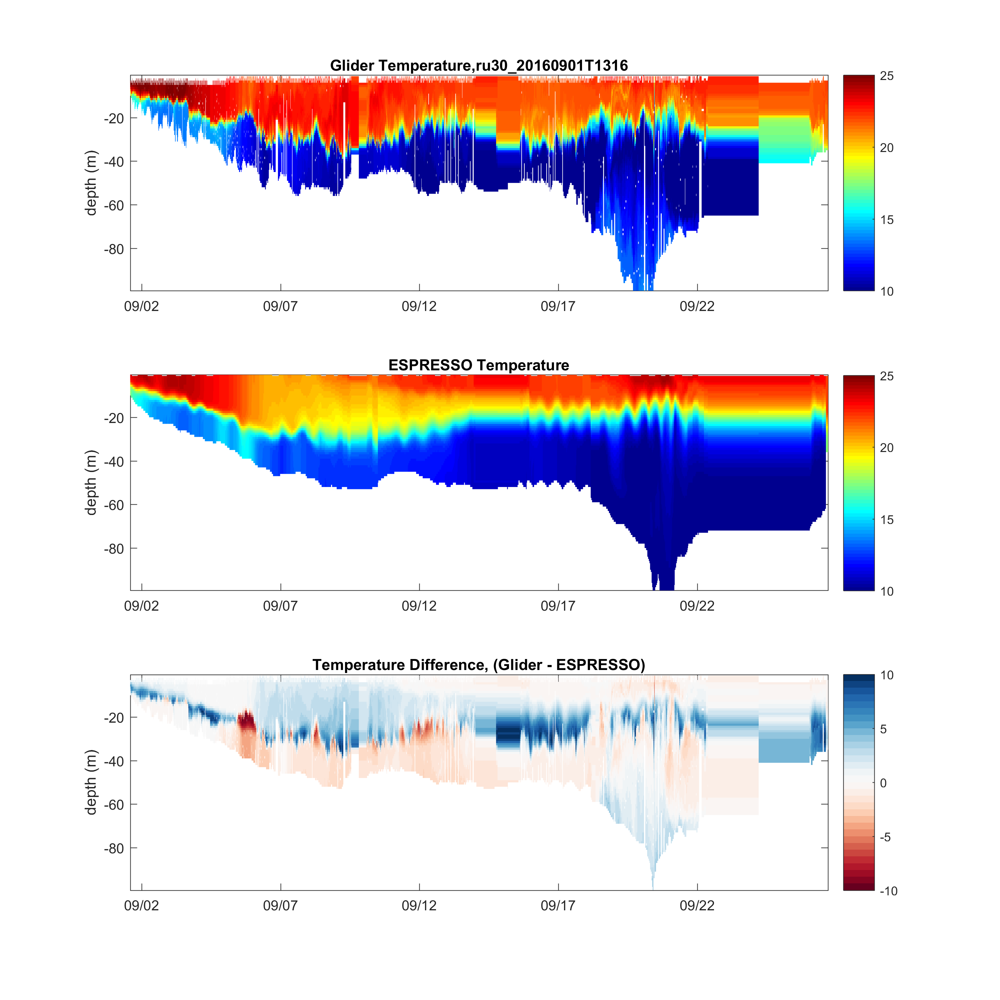 Glider Temperature,ru30_20160901T1316
depth (m)
-20
-40
-60
-80
09/02 09/07 09/12 09/17 09/22
25
20
15
10
ESPRESSO Temperature
depth (m)
-20
-40
-60
-80
09/02 09/07 09/12 09/17 09/22
25
20
15
10
Temperature Difference, (Glider - ESPRESSO)
depth (m)
-20
-40
-60
-80
09/02 09/07 09/12 09/17 09/22
10
5
0
-5
-10